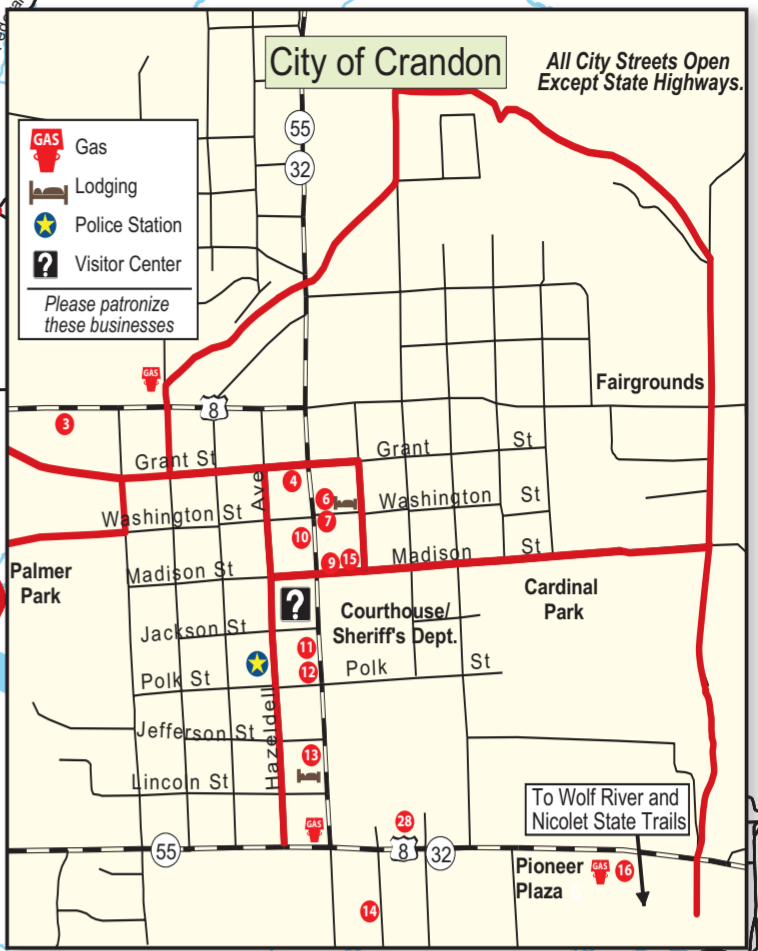 City of Crandon
All City Streets Open
Except State Highways.
55
32
GAS
Gas
Lodging
Police Station
?
Visitor Center
Please patronize
these businesses
GAS
8
3
Fairgrounds
Grant St
Grant St
Ave
4
6
Washington St
Washington St
7
10
Madison St
9
15
Madison St
Palmer
Park
Cardinal
Park
?
Courthouse/
Sheriff's Dept.
Jackson St
11
Polk St
12
Polk St
Hazeldell
Jefferson St
13
Lincoln St
To Wolf River and
Nicolet State Trails
GAS
28
55
8
32
Pioneer
Plaza
GAS
16
14